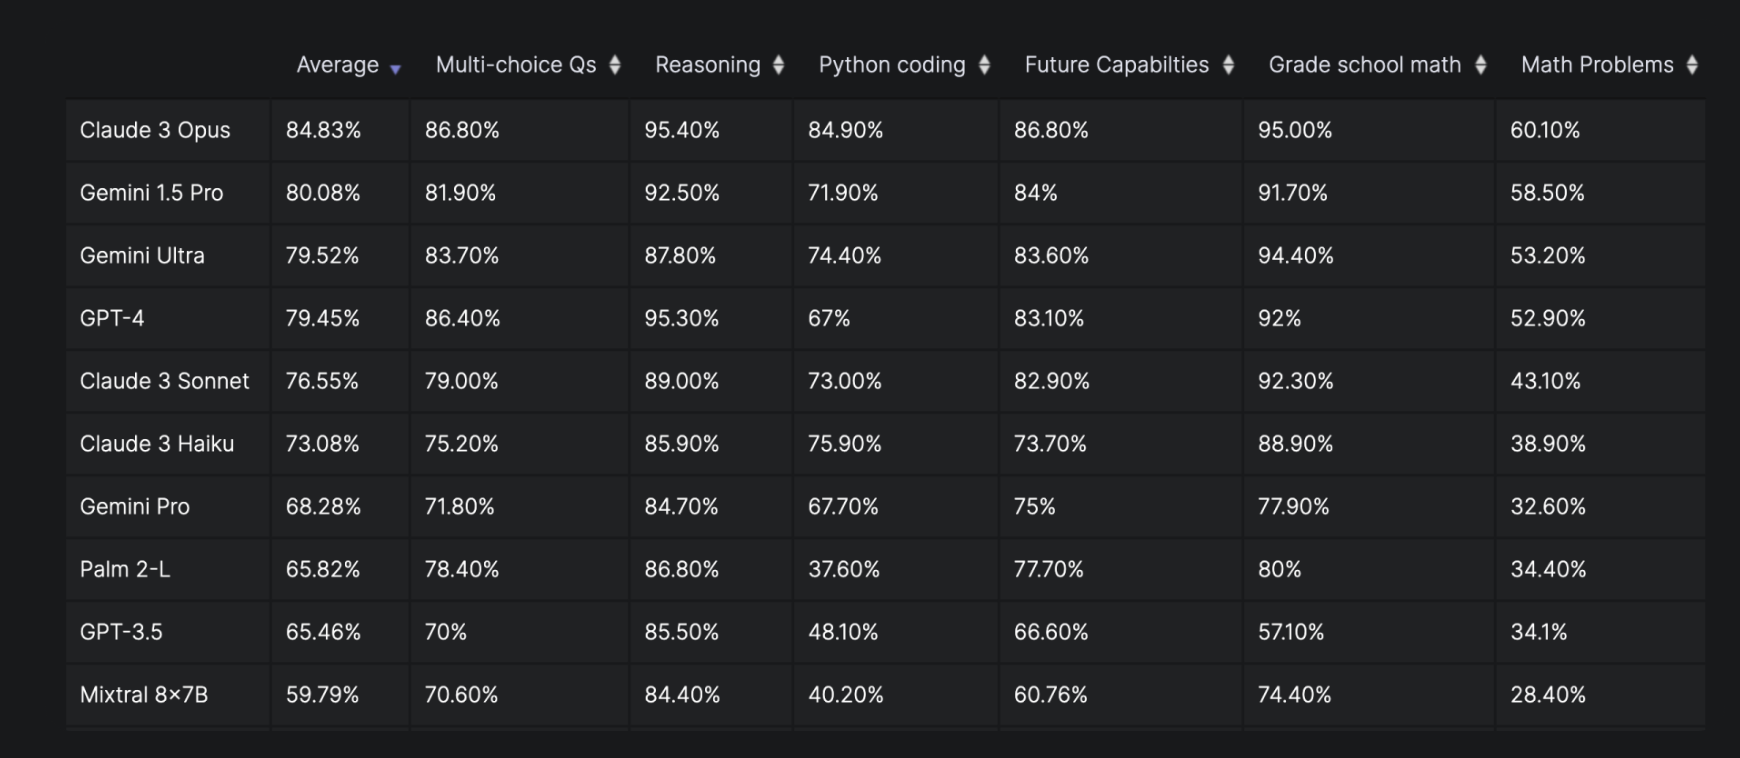 Average Multi-choice Qs Reasoning Python coding Future Capabilties Grade school math Math Problems
Claude 3 Opus 84.83% 86.80% 95.40% 84.90% 86.80% 95.00% 60.10%
Gemini 1.5 Pro 80.08% 81.90% 92.50% 71.90% 84% 91.70% 58.50%
Gemini Ultra 79.52% 83.70% 87.80% 74.40% 83.60% 94.40% 53.20%
GPT-4 79.45% 86.40% 95.30% 67% 83.10% 92% 52.90%
Claude 3 Sonnet 76.55% 79.00% 89.00% 73.00% 82.90% 92.30% 43.10%
Claude 3 Haiku 73.08% 75.20% 85.90% 75.90% 73.70% 88.90% 38.90%
Gemini Pro 68.28% 71.80% 84.70% 67.70% 75% 77.90% 32.60%
Palm 2-L 65.82% 78.40% 86.80% 37.60% 77.70% 80% 34.40%
GPT-3.5 65.46% 70% 85.50% 48.10% 66.60% 57.10% 34.1%
Mixtral 8×7B 59.79% 70.60% 84.40% 40.20% 60.76% 74.40% 28.40%